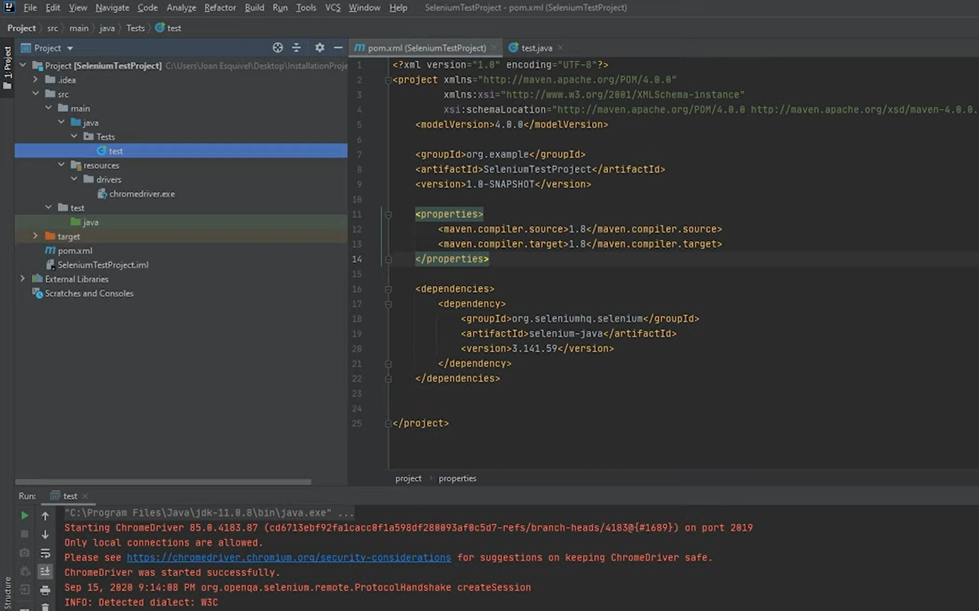 File Edit View Navigate Code Analyze Refactor Build Run Tools VCS Window Help SeleniumTestProject - pom.xml (SeleniumTestProject)
Project src main java Tests test
Project
pom.xml (SeleniumTestProject) test.java
1: Project
Project [SeleniumTestProject] C:\Users\Joan Esquivel\Desktop\InstallationProje
.idea
src
main
java
Tests
test
resources
drivers
chromedriver.exe
test
java
target
pom.xml
SeleniumTestProject.iml
External Libraries
Scratches and Consoles
1 <?xml version="1.0" encoding="UTF-8"?>
2 <project xmlns="http://maven.apache.org/POM/4.0.0"
3 xmlns:xsi="http://www.w3.org/2001/XMLSchema-instance"
4 xsi:schemaLocation="http://maven.apache.org/POM/4.0.0 http://maven.apache.org/xsd/maven-4.0.0.
5 <modelVersion>4.0.0</modelVersion>
6
7 <groupId>org.example</groupId>
8 <artifactId>SeleniumTestProject</artifactId>
9 <version>1.0-SNAPSHOT</version>
10
11 <properties>
12 <maven.compiler.source>1.8</maven.compiler.source>
13 <maven.compiler.target>1.8</maven.compiler.target>
14 </properties>
15
16 <dependencies>
17 <dependency>
18 <groupId>org.seleniumhq.selenium</groupId>
19 <artifactId>selenium-java</artifactId>
20 <version>3.141.59</version>
21 </dependency>
22 </dependencies>
23
24
25 </project>
project properties
Run: test
"C:\Program Files\Java\jdk-11.0.8\bin\java.exe" ...
Starting ChromeDriver 85.0.4183.87 (cd6713ebf92fa1cacc0f1a598df280093af0c5d7-refs/branch-heads/4183@{#1689}) on port 2019
Only local connections are allowed.
Please see https://chromedriver.chromium.org/security-considerations for suggestions on keeping ChromeDriver safe.
ChromeDriver was started successfully.
Sep 15, 2020 9:14:08 PM org.openqa.selenium.remote.ProtocolHandshake createSession
INFO: Detected dialect: W3C
Structure